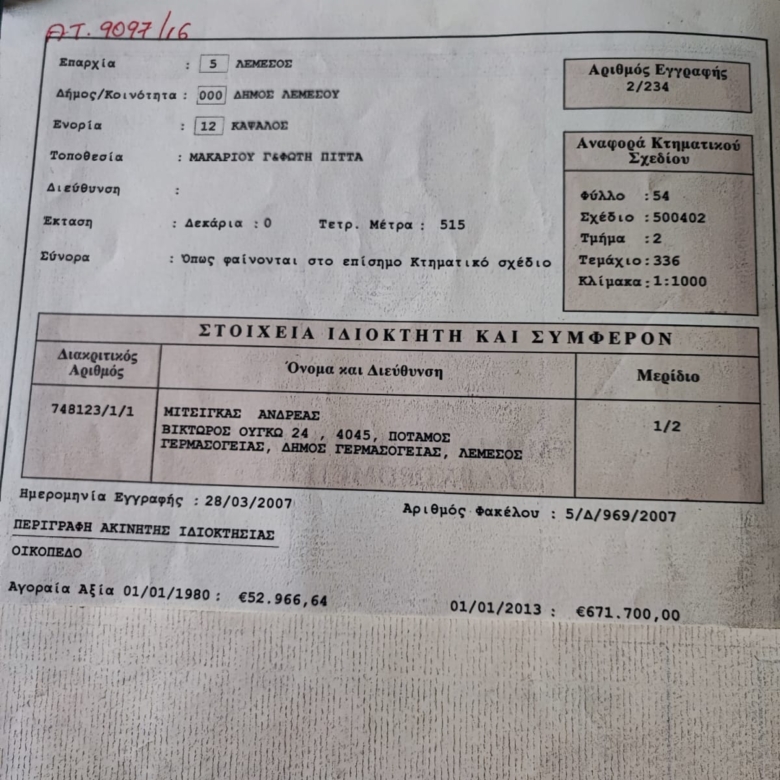 ΑΤ. 9097/16
Επαρχία : 5 ΛΕΜΕΣΟΣ
Αριθμός Εγγραφής
2/234
Δήμος/Κοινότητα : 000 ΔΗΜΟΣ ΛΕΜΕΣΟΥ
Ενορία : 12 ΚΑΨΑΛΟΣ
Τοποθεσία : ΜΑΚΑΡΙΟΥ Γ&ΦΩΤΗ ΠΙΤΤΑ
Διεύθυνση :
Έκταση : Δεκάρια : 0 Τετρ. Μέτρα : 515
Σύνορα : Όπως φαίνονται στο επίσημο Κτηματικό σχέδιο
Αναφορά Κτηματικού
Σχεδίου
Φύλλο : 54
Σχέδιο : 500402
Τμήμα : 2
Τεμάχιο : 336
Κλίμακα : 1:1000
ΣΤΟΙΧΕΙΑ ΙΔΙΟΚΤΗΤΗ ΚΑΙ ΣΥΜΦΕΡΟΝ
Διακριτικός
Αριθμός
Όνομα και Διεύθυνση
Μερίδιο
748123/1/1 ΜΙΤΣΙΓΚΑΣ ΑΝΔΡΕΑΣ 1/2
ΒΙΚΤΩΡΟΣ ΟΥΓΚΩ 24 , 4045, ΠΟΤΑΜΟΣ
ΓΕΡΜΑΣΟΓΕΙΑΣ, ΔΗΜΟΣ ΓΕΡΜΑΣΟΓΕΙΑΣ, ΛΕΜΕΣΟΣ
Ημερομηνία Εγγραφής : 28/03/2007 Αριθμός Φακέλου : 5/Δ/969/2007
ΠΕΡΙΓΡΑΦΗ ΑΚΙΝΗΤΗΣ ΙΔΙΟΚΤΗΣΙΑΣ
ΟΙΚΟΠΕΔΟ
Αγοραία Αξία 01/01/1980 : €52.966,64 01/01/2013 : €671.700,00